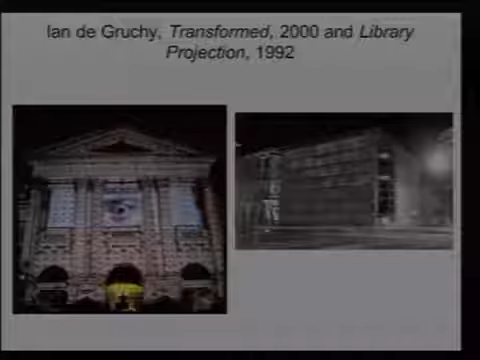 Ian de Gruchy, Transformed, 2000 and Library
Projection, 1992